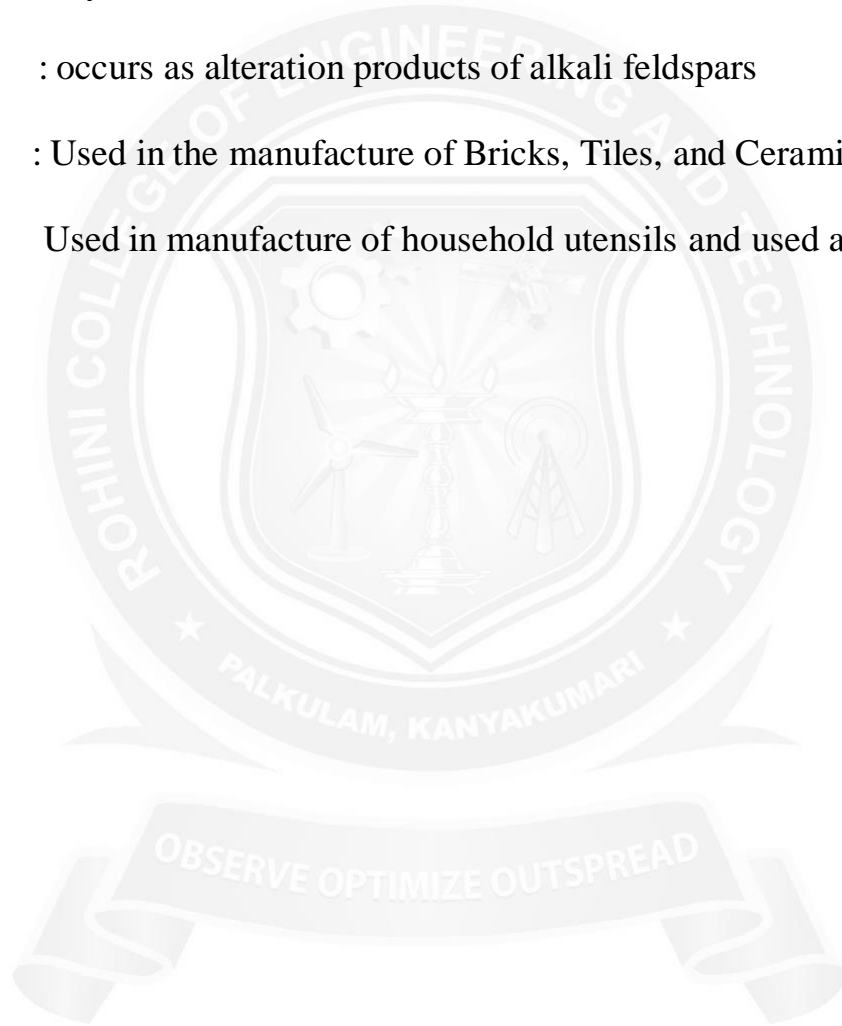 : occurs as alteration products of alkali feldspars
: Used in the manufacture of Bricks, Tiles, and Cerami
Used in manufacture of household utensils and used a
ROHINI COLLEGE OF ENGINEERING AND TECHNOLOGY
PALKULAM, KANYAKUMARI
OBSERVE OPTIMIZE OUTSPREAD